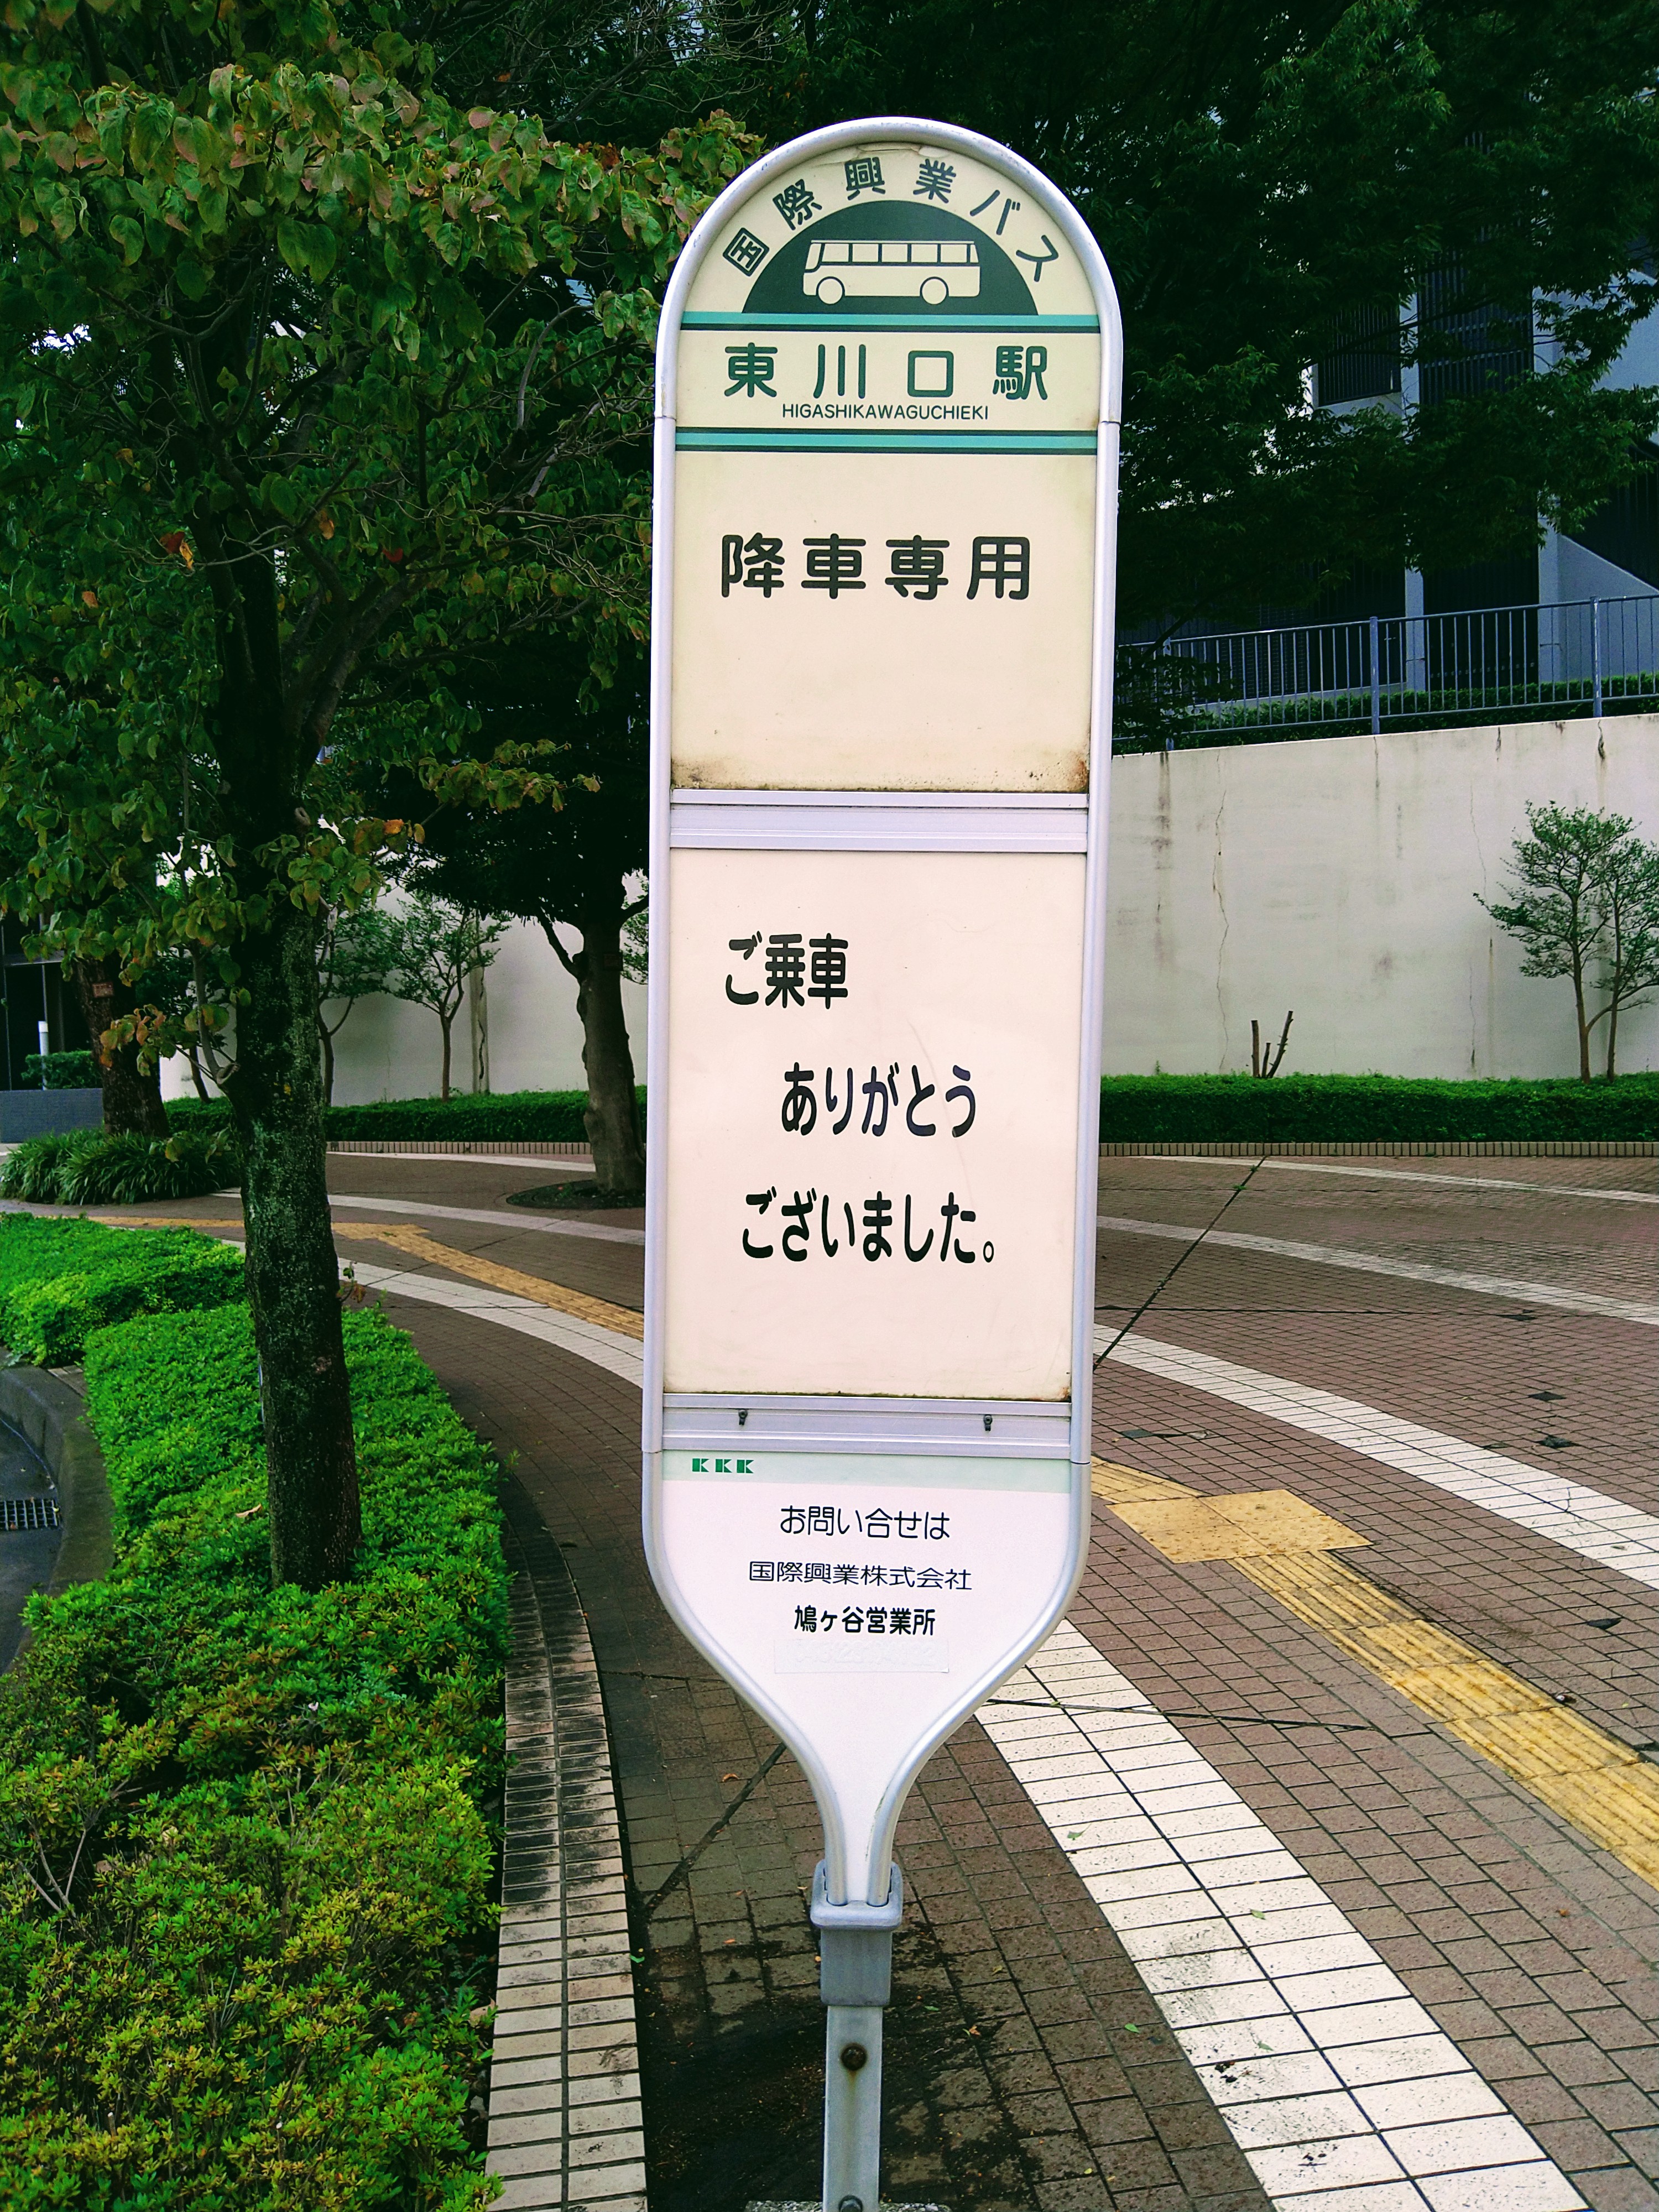 国際興業バス
東川口駅
HIGASHIKAWAGUCHIEKI
降車専用
ご乗車
ありがとう
ございました。
KKK
お問い合せは
国際興業株式会社
鳩ヶ谷営業所